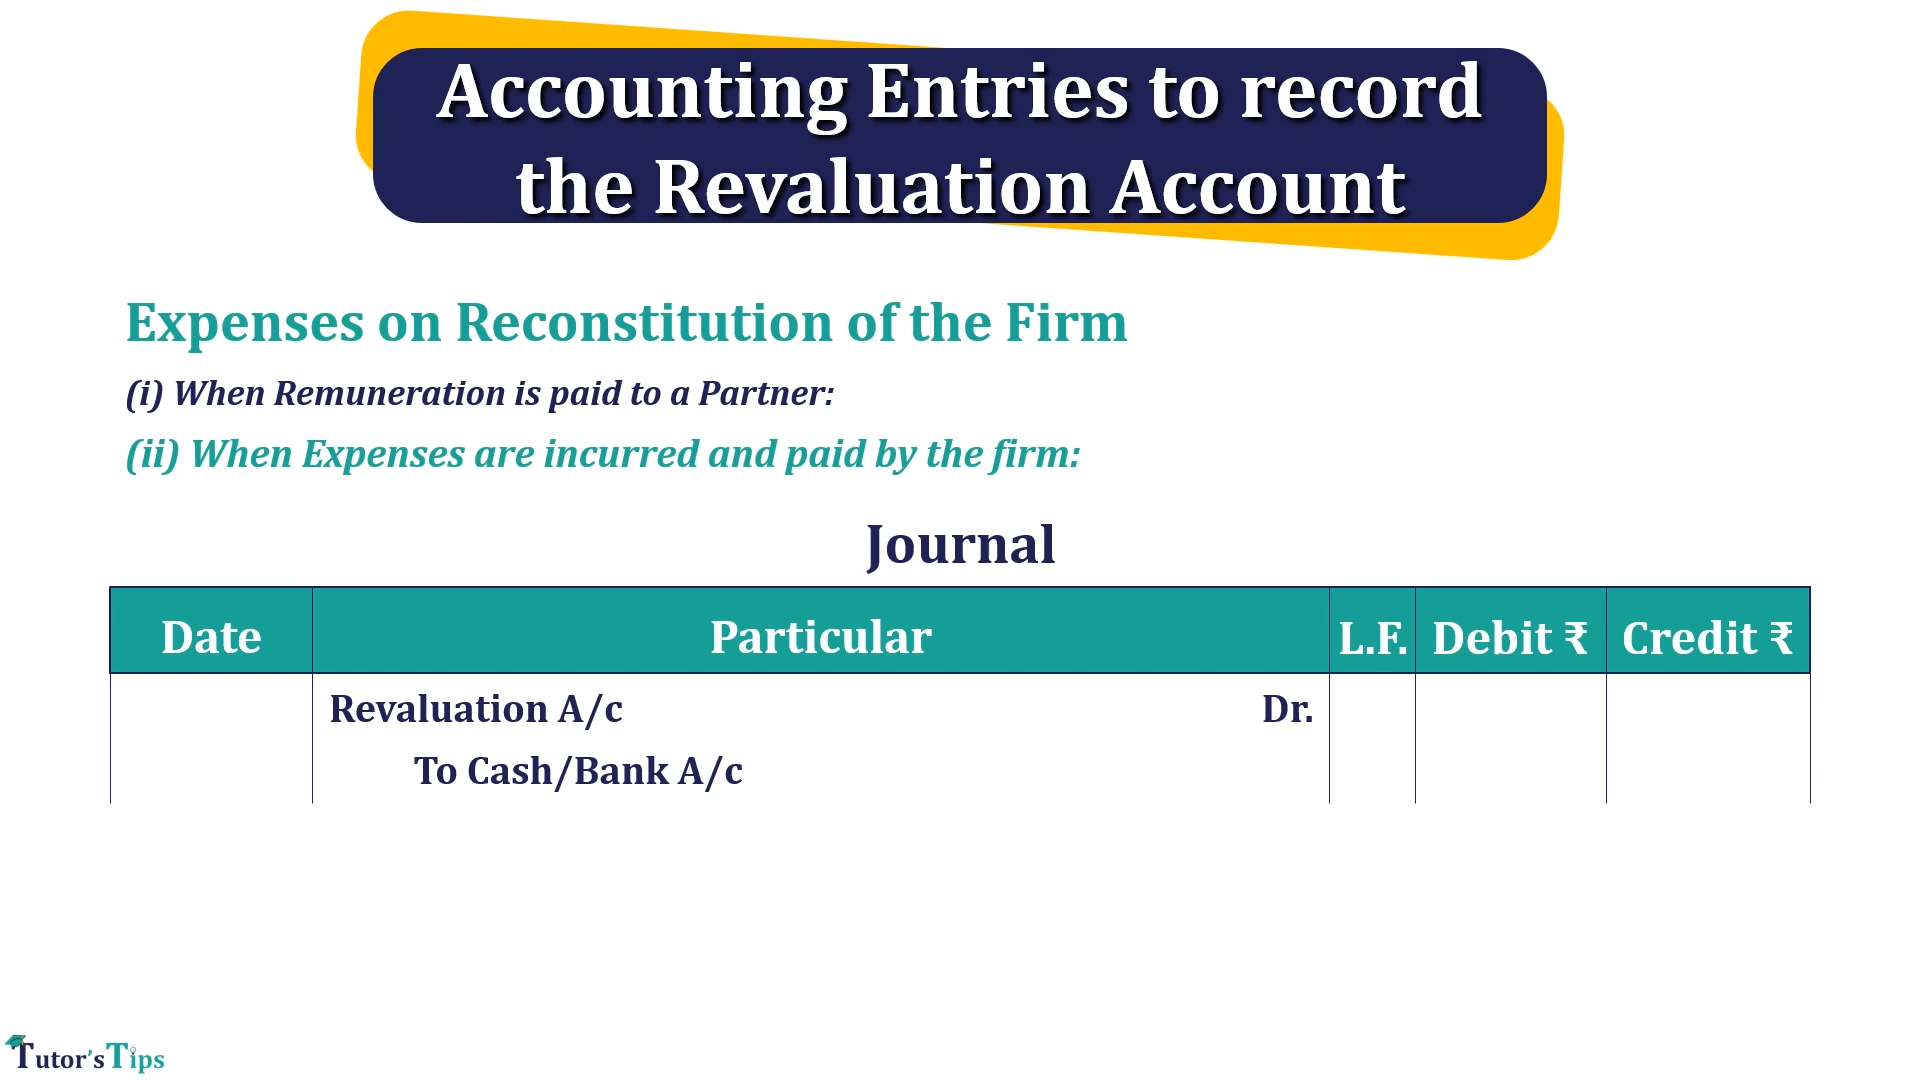 Accounting Entries to record
the Revaluation Account
Expenses on Reconstitution of the Firm
(i) When Remuneration is paid to a Partner:
(ii) When Expenses are incurred and paid by the firm:
Journal
Date Particular L.F. Debit ₹ Credit ₹
Revaluation A/c Dr.
To Cash/Bank A/c
Tutor'sTips